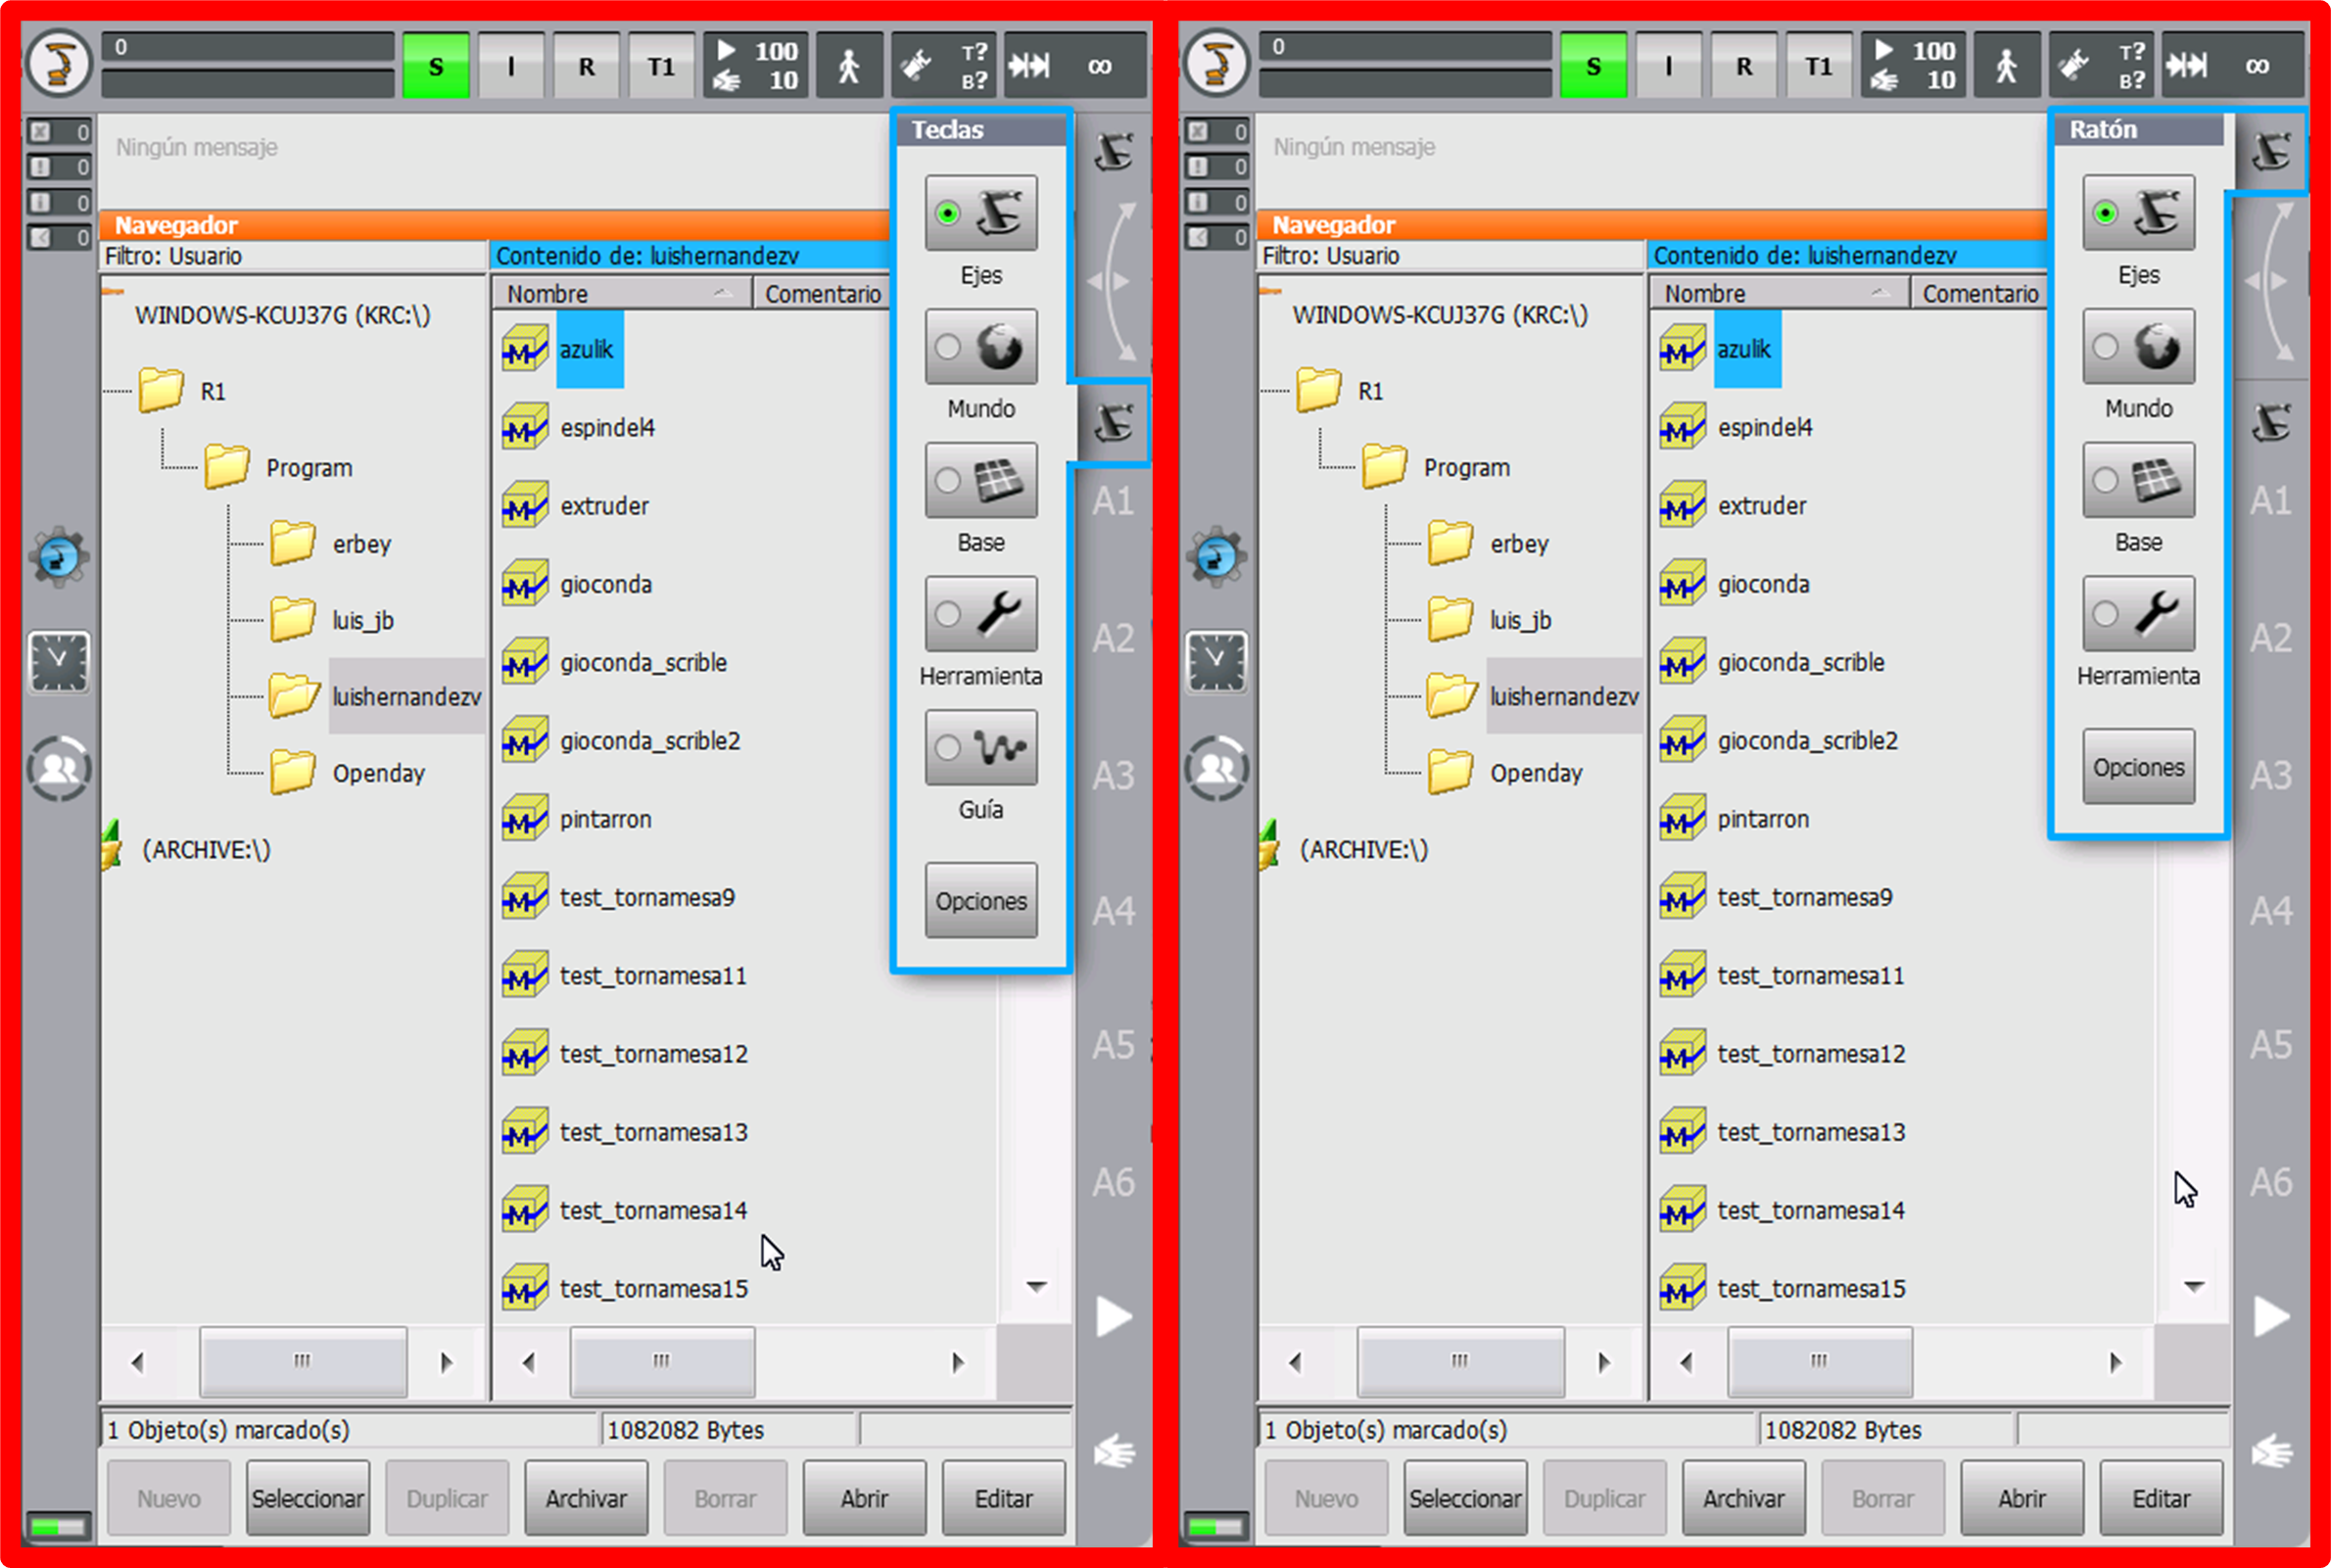 0
S
I
R
T1
100
10
T?
B?
∞
0
0
0
0
Ningún mensaje
Navegador
Filtro: Usuario
Contenido de: luishernandezv
Nombre
Comentario
WINDOWS-KCUJ37G (KRC:\)
R1
Program
erbey
luis_jb
luishernandezv
Openday
(ARCHIVE:\)
azulik
espindel4
extruder
gioconda
gioconda_scrible
gioconda_scrible2
pintarron
test_tornamesa9
test_tornamesa11
test_tornamesa12
test_tornamesa13
test_tornamesa14
test_tornamesa15
Teclas
Ejes
Mundo
Base
Herramienta
Guía
Opciones
A1
A2
A3
A4
A5
A6
1 Objeto(s) marcado(s)
1082082 Bytes
Nuevo
Seleccionar
Duplicar
Archivar
Borrar
Abrir
Editar
0
S
I
R
T1
100
10
T?
B?
∞
0
0
0
0
Ningún mensaje
Navegador
Filtro: Usuario
Contenido de: luishernandezv
Nombre
Comentario
WINDOWS-KCUJ37G (KRC:\)
R1
Program
erbey
luis_jb
luishernandezv
Openday
(ARCHIVE:\)
azulik
espindel4
extruder
gioconda
gioconda_scrible
gioconda_scrible2
pintarron
test_tornamesa9
test_tornamesa11
test_tornamesa12
test_tornamesa13
test_tornamesa14
test_tornamesa15
Ratón
Ejes
Mundo
Base
Herramienta
Opciones
A1
A2
A3
A4
A5
A6
1 Objeto(s) marcado(s)
1082082 Bytes
Nuevo
Seleccionar
Duplicar
Archivar
Borrar
Abrir
Editar